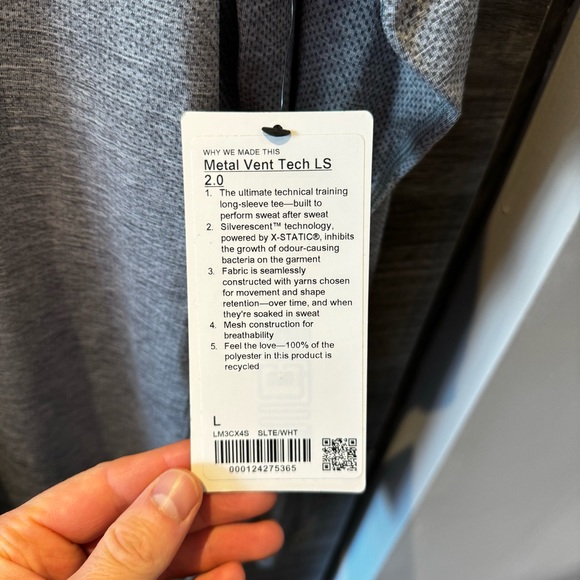 WHY WE MADE THIS
Metal Vent Tech LS
2.0
1. The ultimate technical training
long-sleeve tee—built to
perform sweat after sweat
2. Silverescent™ technology,
powered by X-STATIC®, inhibits
the growth of odour-causing
bacteria on the garment
3. Fabric is seamlessly
constructed with yarns chosen
for movement and shape
retention—over time, and when
they're soaked in sweat
4. Mesh construction for
breathability
5. Feel the love—100% of the
polyester in this product is
recycled
L
LM3CX4S SLTE/WHT
000124275365